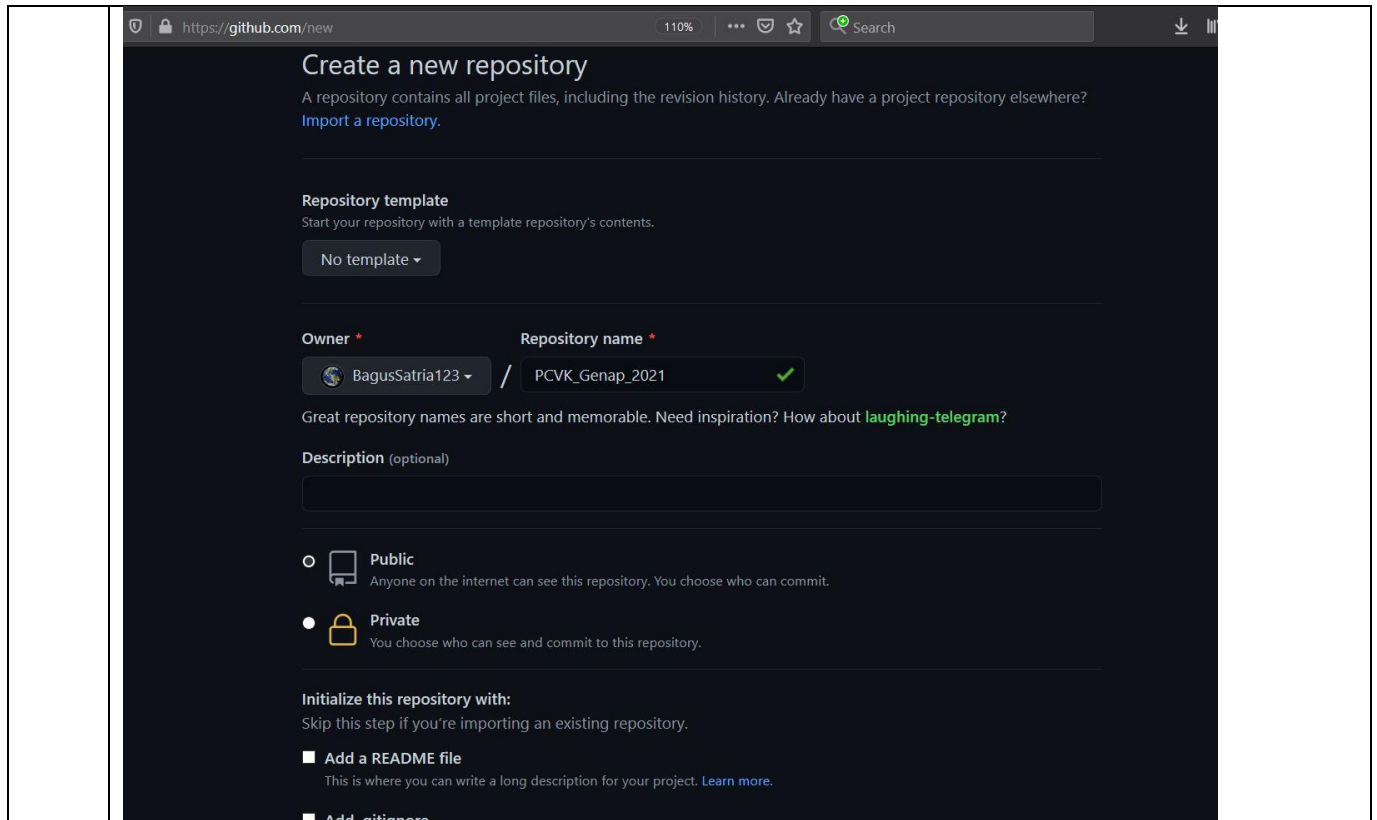 https://github.com/new 110% Search
Create a new repository
A repository contains all project files, including the revision history. Already have a project repository elsewhere?
Import a repository.
Repository template
Start your repository with a template repository's contents.
No template
Owner * Repository name *
BagusSatria123 / PCVK_Genap_2021
Great repository names are short and memorable. Need inspiration? How about laughing-telegram?
Description (optional)
Public
Anyone on the internet can see this repository. You choose who can commit.
Private
You choose who can see and commit to this repository.
Initialize this repository with:
Skip this step if you're importing an existing repository.
Add a README file
This is where you can write a long description for your project. Learn more.
Add .gitignore